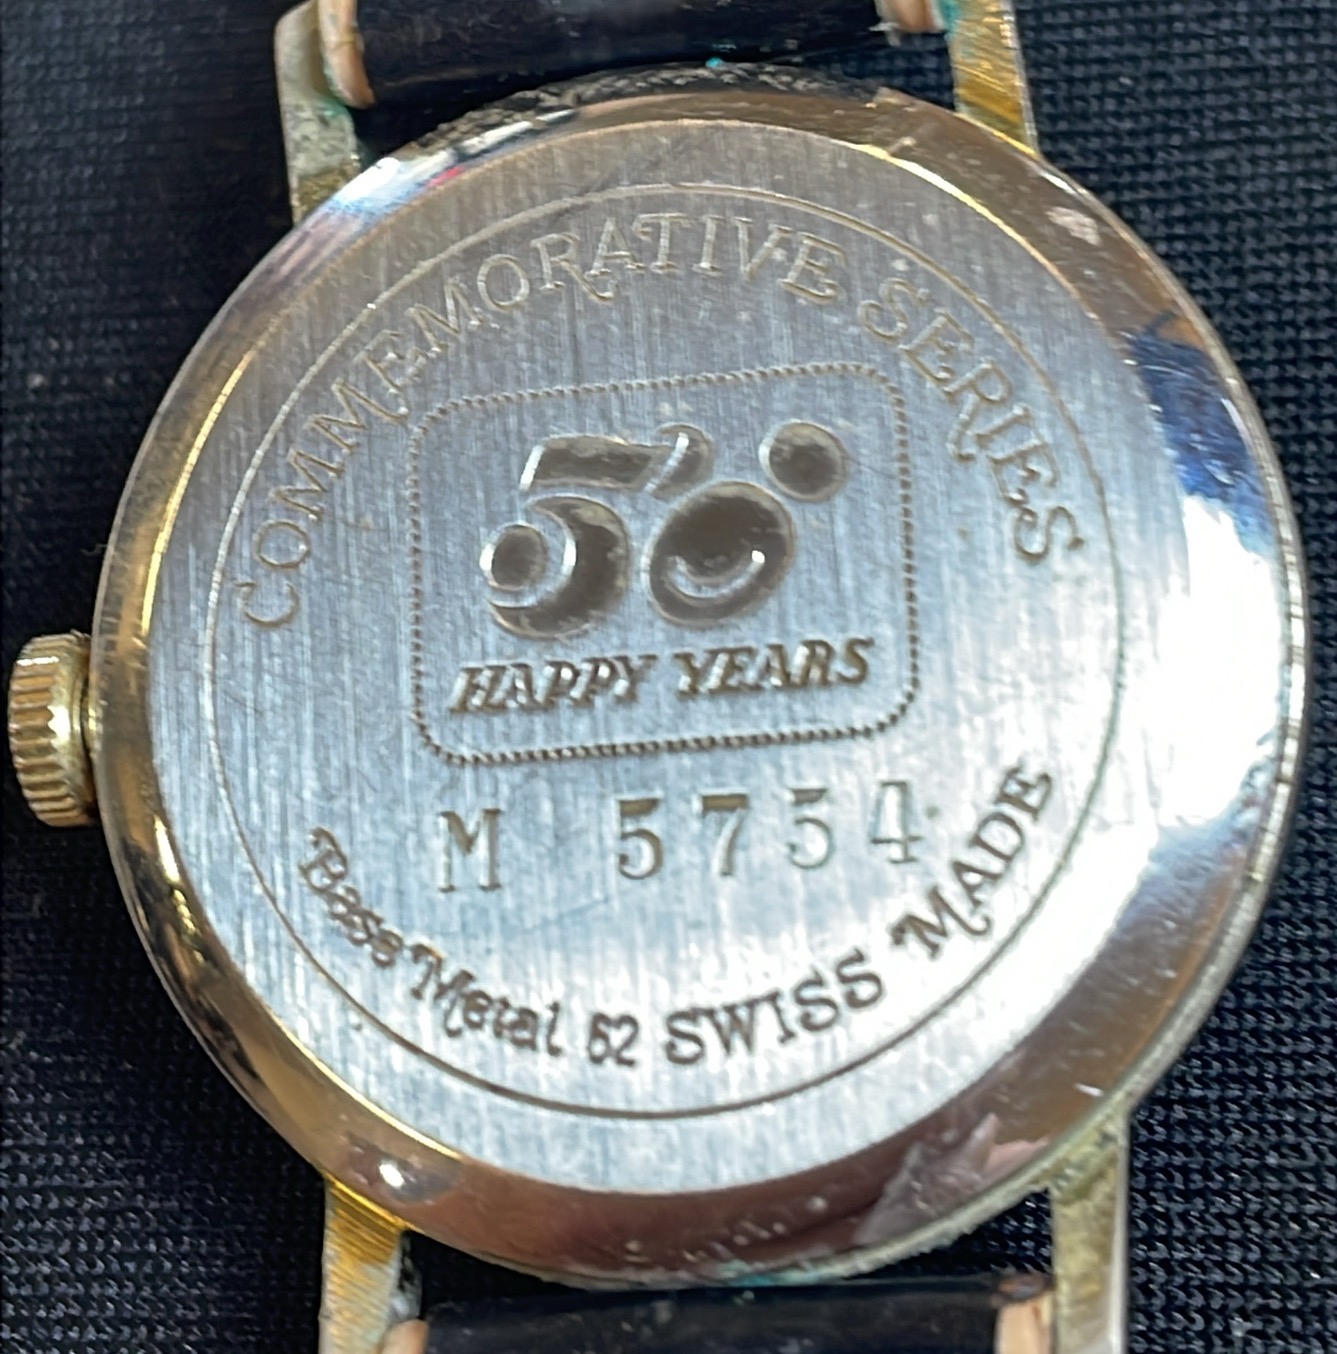 COMMEMORATIVE SERIES
50
HAPPY YEARS
M 5754
Base Metal 52 SWISS MADE